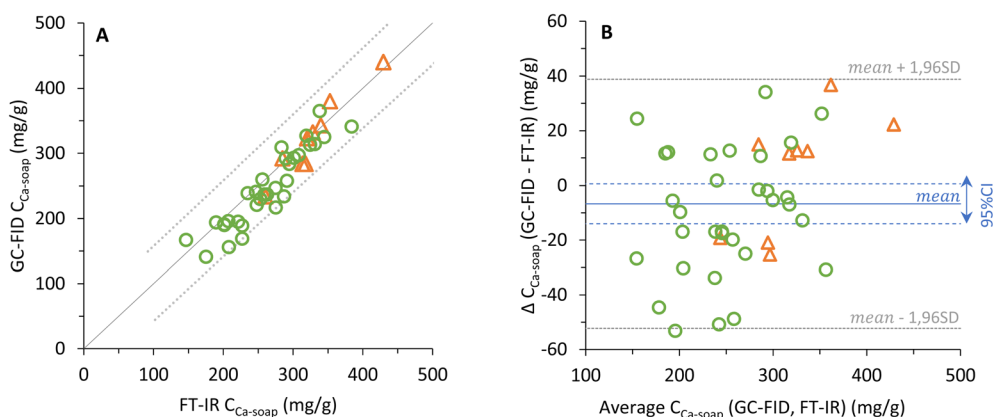 A
GC-FID C_Ca-soap (mg/g)
500
400
300
200
100
0
0 100 200 300 400 500
FT-IR C_Ca-soap (mg/g)
B
Δ C_Ca-soap (GC-FID - FT-IR) (mg/g)
60
40
20
0
-20
-40
-60
mean + 1,96SD
mean
95%CI
mean - 1,96SD
100 200 300 400 500
Average C_Ca-soap (GC-FID, FT-IR) (mg/g)